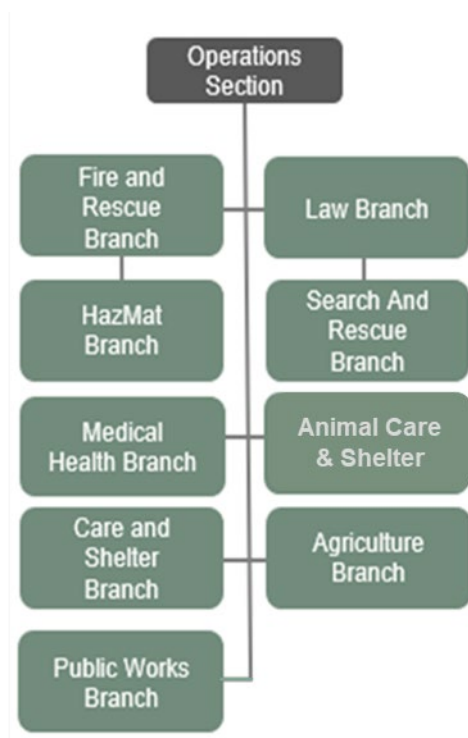 Operations
Section
Fire and
Rescue
Branch
Law Branch
HazMat
Branch
Search And
Rescue
Branch
Medical
Health Branch
Animal Care
& Shelter
Care and
Shelter
Branch
Agriculture
Branch
Public Works
Branch